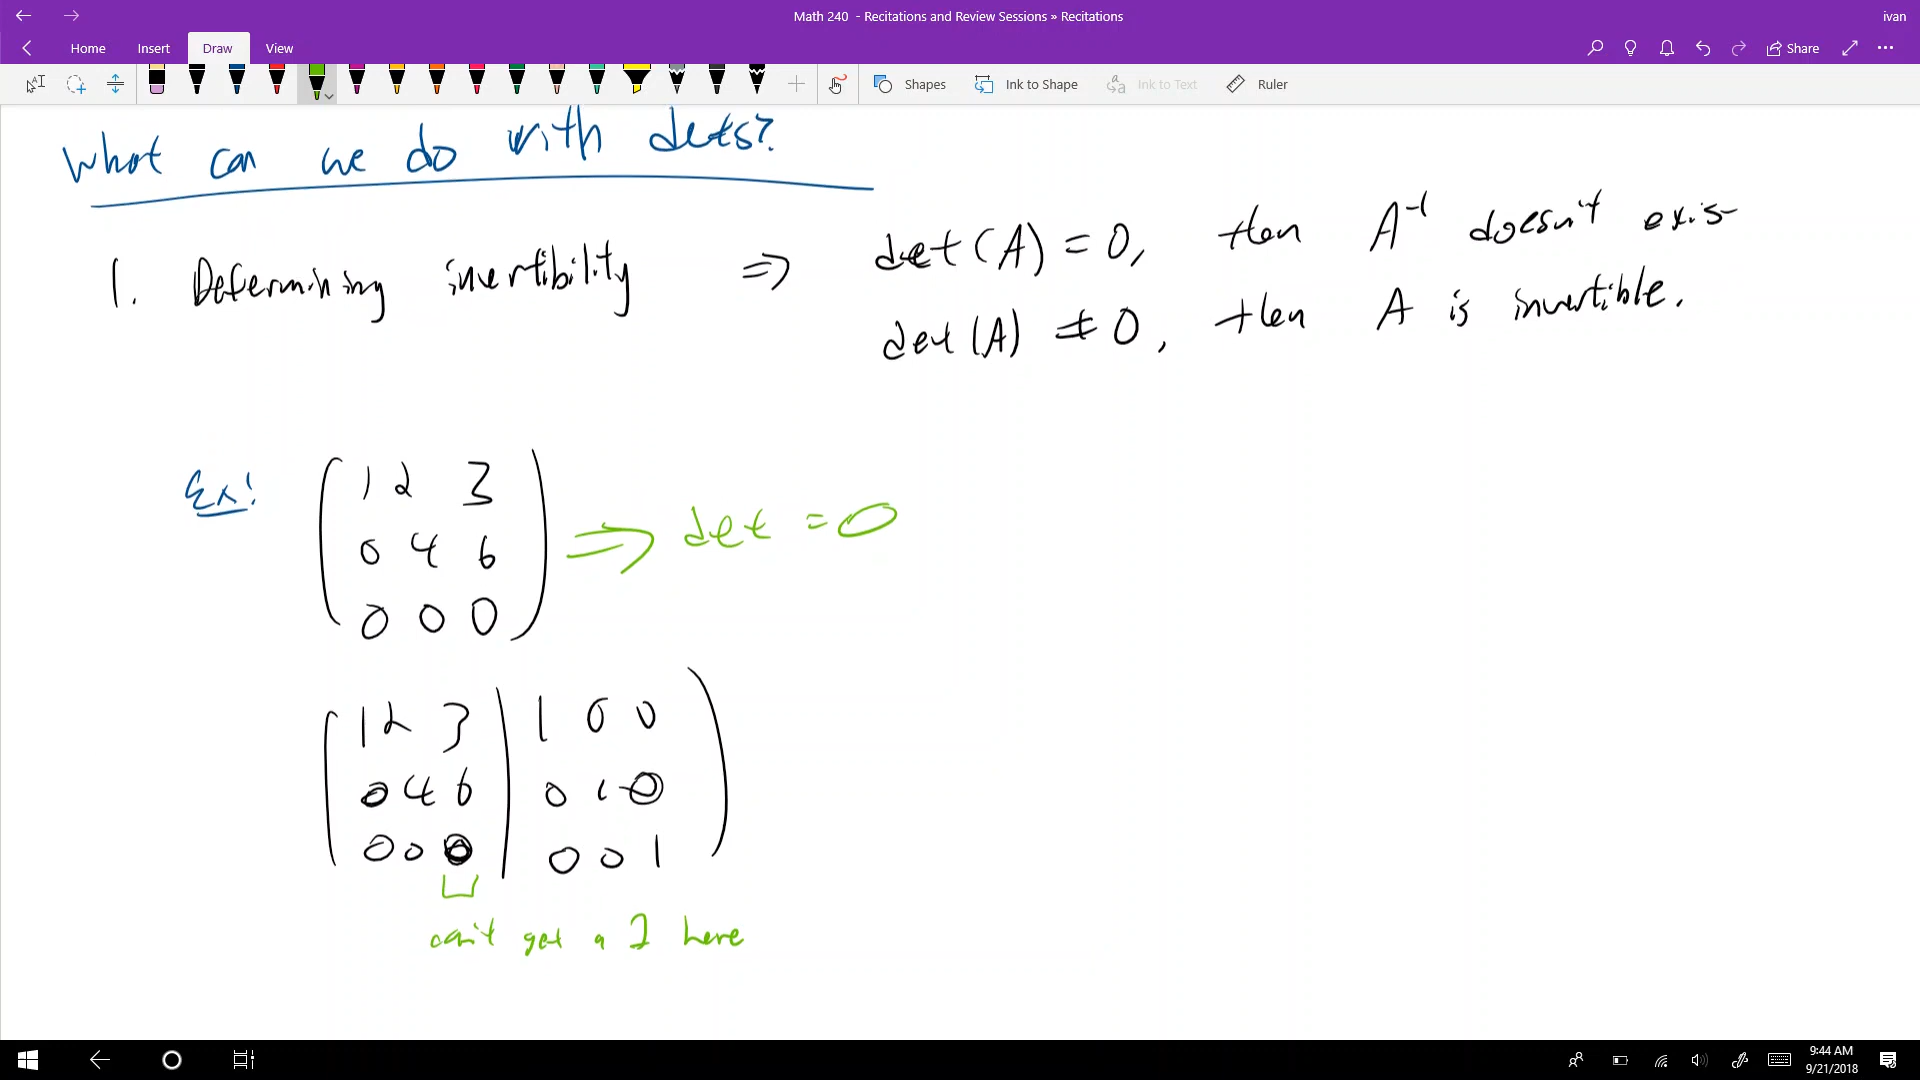 Math 240 - Recitations and Review Sessions » Recitations
ivan
Home Insert Draw View
Share
Shapes Ink to Shape Ink to Text Ruler
What can we do with dets?
1. Determining invertibility ⇒ det(A) = 0, then A⁻¹ doesn't exis
det(A) ≠ 0, then A is invertible.
Ex:
1 2 3
0 4 6 ⇒ det = 0
0 0 0
1 2 3 | 1 0 0
0 4 6 | 0 1 0
0 0 0 | 0 0 1
can't get a 1 here
9:44 AM
9/21/2018